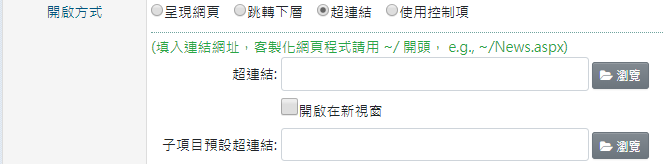 開啟方式 呈現網頁 跳轉下層 超連結 使用控制項
(填入連結網址，客製化網頁程式請用 ~/ 開頭， e.g., ~/News.aspx)
超連結: 瀏覽
開啟在新視窗
子項目預設超連結: 瀏覽